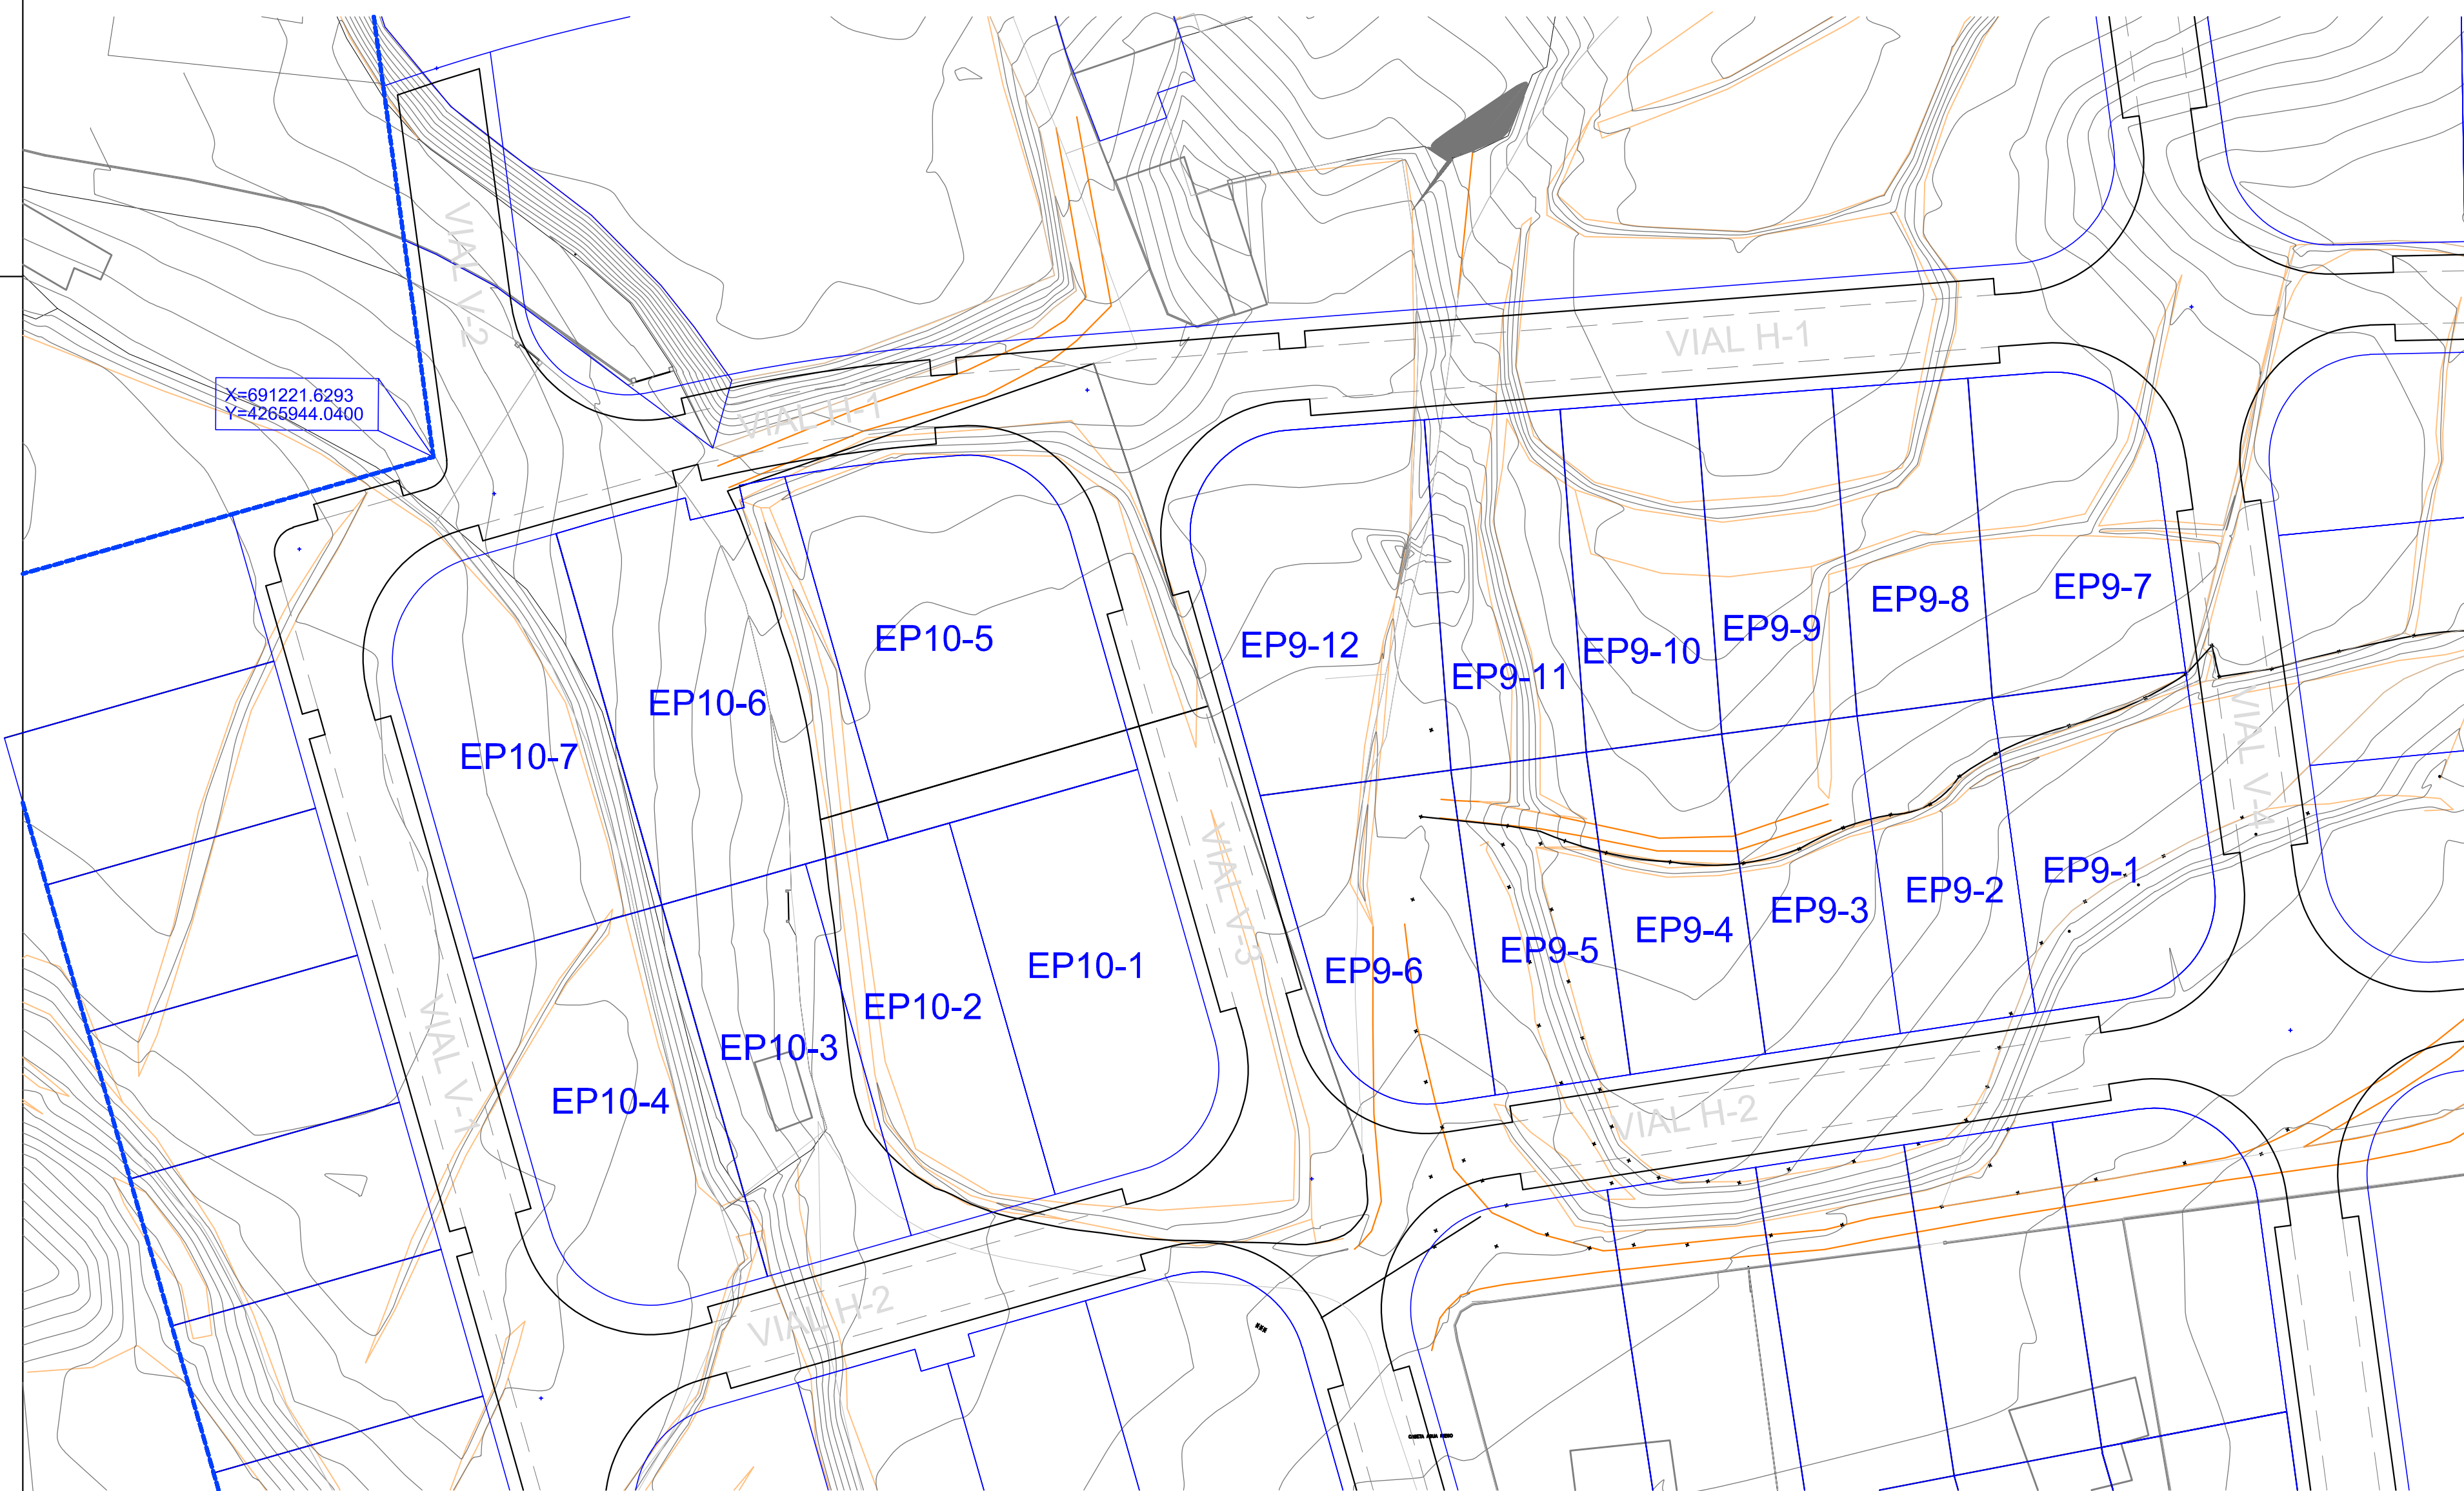 VIAL V-2
VIAL H-1
X=691221.6293
Y=4265944.0400
VIAL H-1
EP9-7
EP9-8
EP9-9
EP10-5
EP9-12
EP9-10
EP9-11
EP10-6
VIAL V-4
EP10-7
EP9-1
EP9-2
VIAL V-3
EP9-3
EP9-4
EP9-5
EP10-1
EP9-6
EP10-2
EP10-3
VIAL V-1
EP10-4
VIAL H-2
VIAL H-2